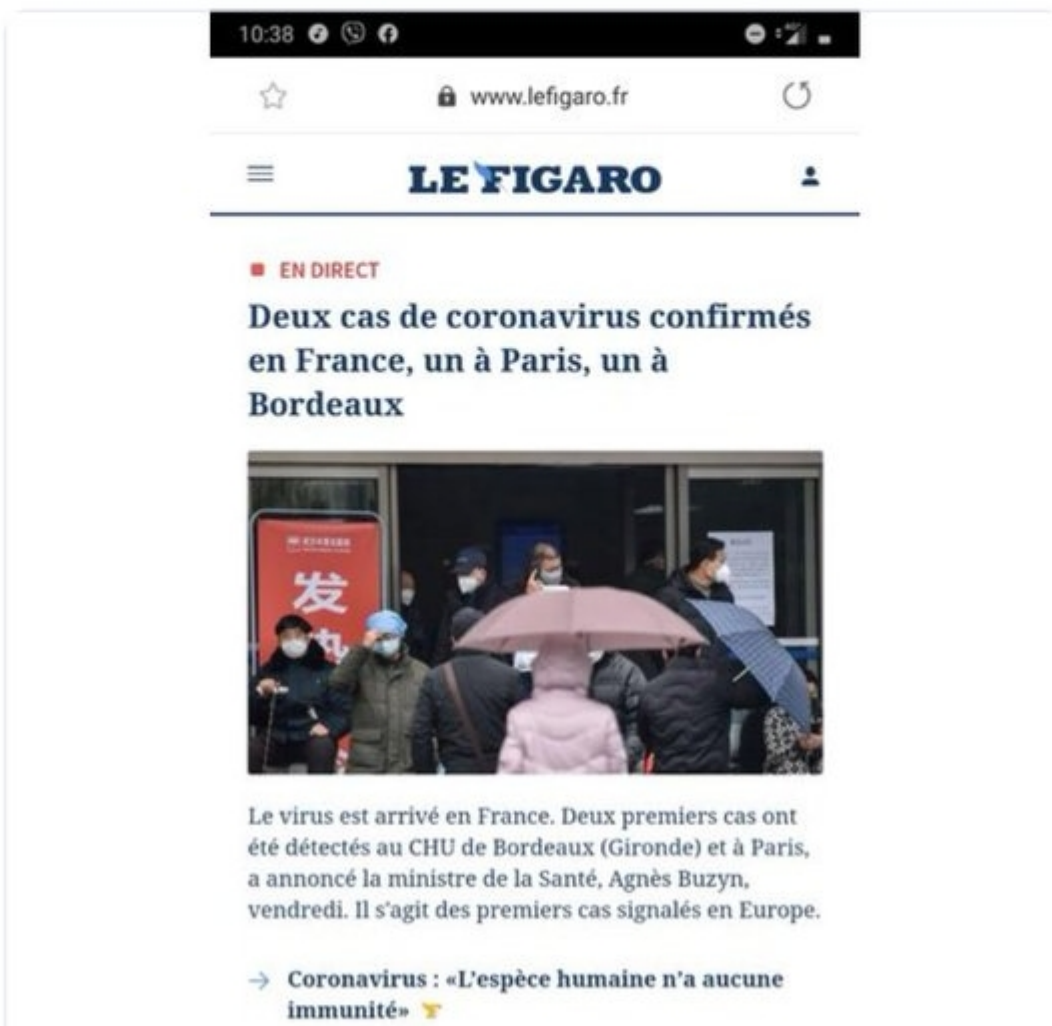 10:38
www.lefigaro.fr
LE FIGARO
EN DIRECT
Deux cas de coronavirus confirmés
en France, un à Paris, un à
Bordeaux
发
Le virus est arrivé en France. Deux premiers cas ont
été détectés au CHU de Bordeaux (Gironde) et à Paris,
a annoncé la ministre de la Santé, Agnès Buzyn,
vendredi. Il s'agit des premiers cas signalés en Europe.
Coronavirus : «L'espèce humaine n'a aucune
immunité»